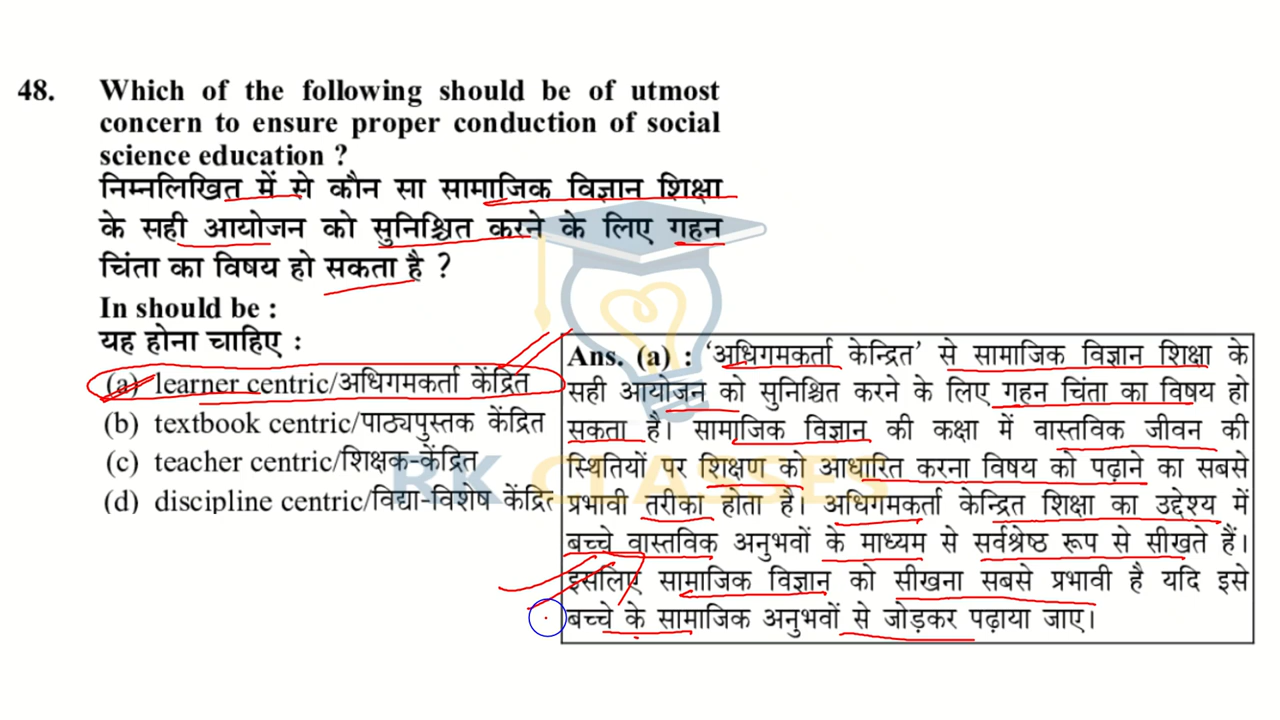 48. Which of the following should be of utmost
concern to ensure proper conduction of social
science education ?
निम्नलिखित में से कौन सा सामाजिक विज्ञान शिक्षा
के सही आयोजन को सुनिश्चित करने के लिए गहन
चिंता का विषय हो सकता है ?
In should be :
यह होना चाहिए :
(a) learner centric/अधिगमकर्ता केंद्रित
(b) textbook centric/पाठ्यपुस्तक केंद्रित
(c) teacher centric/शिक्षक-केंद्रित
(d) discipline centric/विद्या-विशेष केंद्रित
Ans. (a) : ‘अधिगमकर्ता केन्द्रित’ से सामाजिक विज्ञान शिक्षा के
सही आयोजन को सुनिश्चित करने के लिए गहन चिंता का विषय हो
सकता है। सामाजिक विज्ञान की कक्षा में वास्तविक जीवन की
स्थितियों पर शिक्षण को आधारित करना विषय को पढ़ाने का सबसे
प्रभावी तरीका होता है। अधिगमकर्ता केन्द्रित शिक्षा का उद्देश्य में
बच्चे वास्तविक अनुभवों के माध्यम से सर्वश्रेष्ठ रूप से सीखते हैं।
इसलिए सामाजिक विज्ञान को सीखना सबसे प्रभावी है यदि इसे
बच्चे के सामाजिक अनुभवों से जोड़कर पढ़ाया जाए।
RK CLASSES